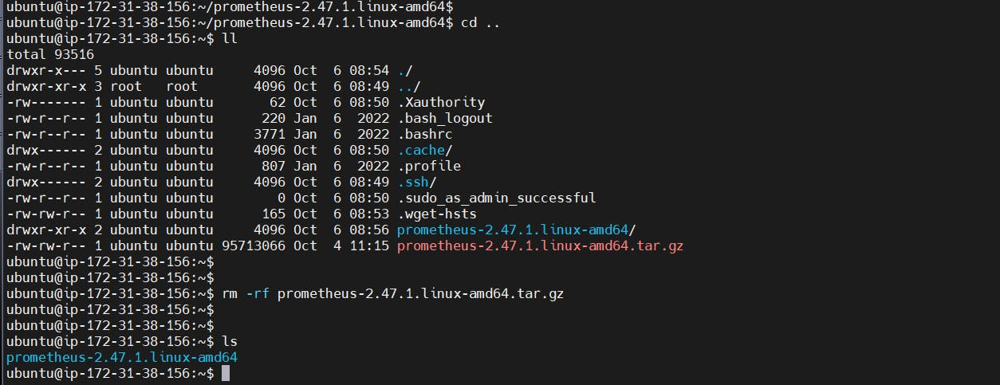 ubuntu@ip-172-31-38-156:~/prometheus-2.47.1.linux-amd64$
ubuntu@ip-172-31-38-156:~/prometheus-2.47.1.linux-amd64$ cd ..
ubuntu@ip-172-31-38-156:~$ ll
total 93516
drwxr-x--- 5 ubuntu ubuntu     4096 Oct  6 08:54 ./
drwxr-xr-x 3 root   root       4096 Oct  6 08:49 ../
-rw------- 1 ubuntu ubuntu       62 Oct  6 08:50 .Xauthority
-rw-r--r-- 1 ubuntu ubuntu      220 Jan  6  2022 .bash_logout
-rw-r--r-- 1 ubuntu ubuntu     3771 Jan  6  2022 .bashrc
drwx------ 2 ubuntu ubuntu     4096 Oct  6 08:50 .cache/
-rw-r--r-- 1 ubuntu ubuntu      807 Jan  6  2022 .profile
drwx------ 2 ubuntu ubuntu     4096 Oct  6 08:49 .ssh/
-rw-r--r-- 1 ubuntu ubuntu        0 Oct  6 08:50 .sudo_as_admin_successful
-rw-rw-r-- 1 ubuntu ubuntu      165 Oct  6 08:53 .wget-hsts
drwxr-xr-x 2 ubuntu ubuntu     4096 Oct  6 08:56 prometheus-2.47.1.linux-amd64/
-rw-rw-r-- 1 ubuntu ubuntu 95713066 Oct  4 11:15 prometheus-2.47.1.linux-amd64.tar.gz
ubuntu@ip-172-31-38-156:~$
ubuntu@ip-172-31-38-156:~$
ubuntu@ip-172-31-38-156:~$ rm -rf prometheus-2.47.1.linux-amd64.tar.gz
ubuntu@ip-172-31-38-156:~$
ubuntu@ip-172-31-38-156:~$
ubuntu@ip-172-31-38-156:~$ ls
prometheus-2.47.1.linux-amd64
ubuntu@ip-172-31-38-156:~$